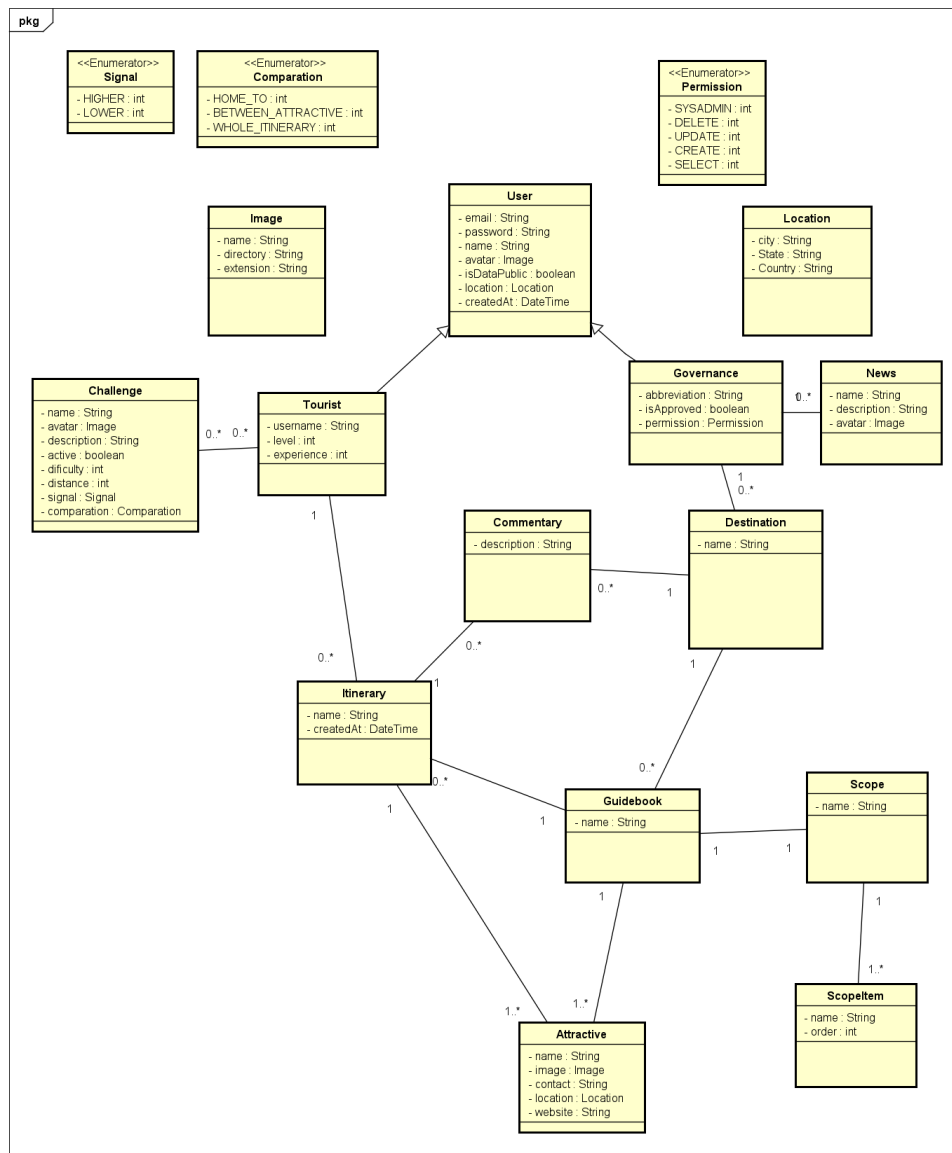 pkg
<<Enumerator>>
Signal
- HIGHER : int
- LOWER : int
<<Enumerator>>
Comparation
- HOME_TO : int
- BETWEEN_ATTRACTIVE : int
- WHOLE_ITINERARY : int
<<Enumerator>>
Permission
- SYSADMIN : int
- DELETE : int
- UPDATE : int
- CREATE : int
- SELECT : int
User
- email : String
- password : String
- name : String
- avatar : Image
- isDataPublic : boolean
- location : Location
- createdAt : DateTime
Image
- name : String
- directory : String
- extension : String
Location
- city : String
- State : String
- Country : String
Challenge
- name : String
- avatar : Image
- description : String
- active : boolean
- dificulty : int
- distance : int
- signal : Signal
- comparation : Comparation
0..*
0..*
Tourist
- username : String
- level : int
- experience : int
Governance
- abbreviation : String
- isApproved : boolean
- permission : Permission
0..*
News
- name : String
- description : String
- avatar : Image
1
0..*
1
0..*
Commentary
- description : String
0..*
1
Destination
- name : String
0..*
1
1
0..*
Itinerary
- name : String
- createdAt : DateTime
0..*
1
1
Guidebook
- name : String
1
1
Scope
- name : String
1
1..*
1
1..*
1..*
ScopeItem
- name : String
- order : int
Attractive
- name : String
- image : Image
- contact : String
- location : Location
- website : String